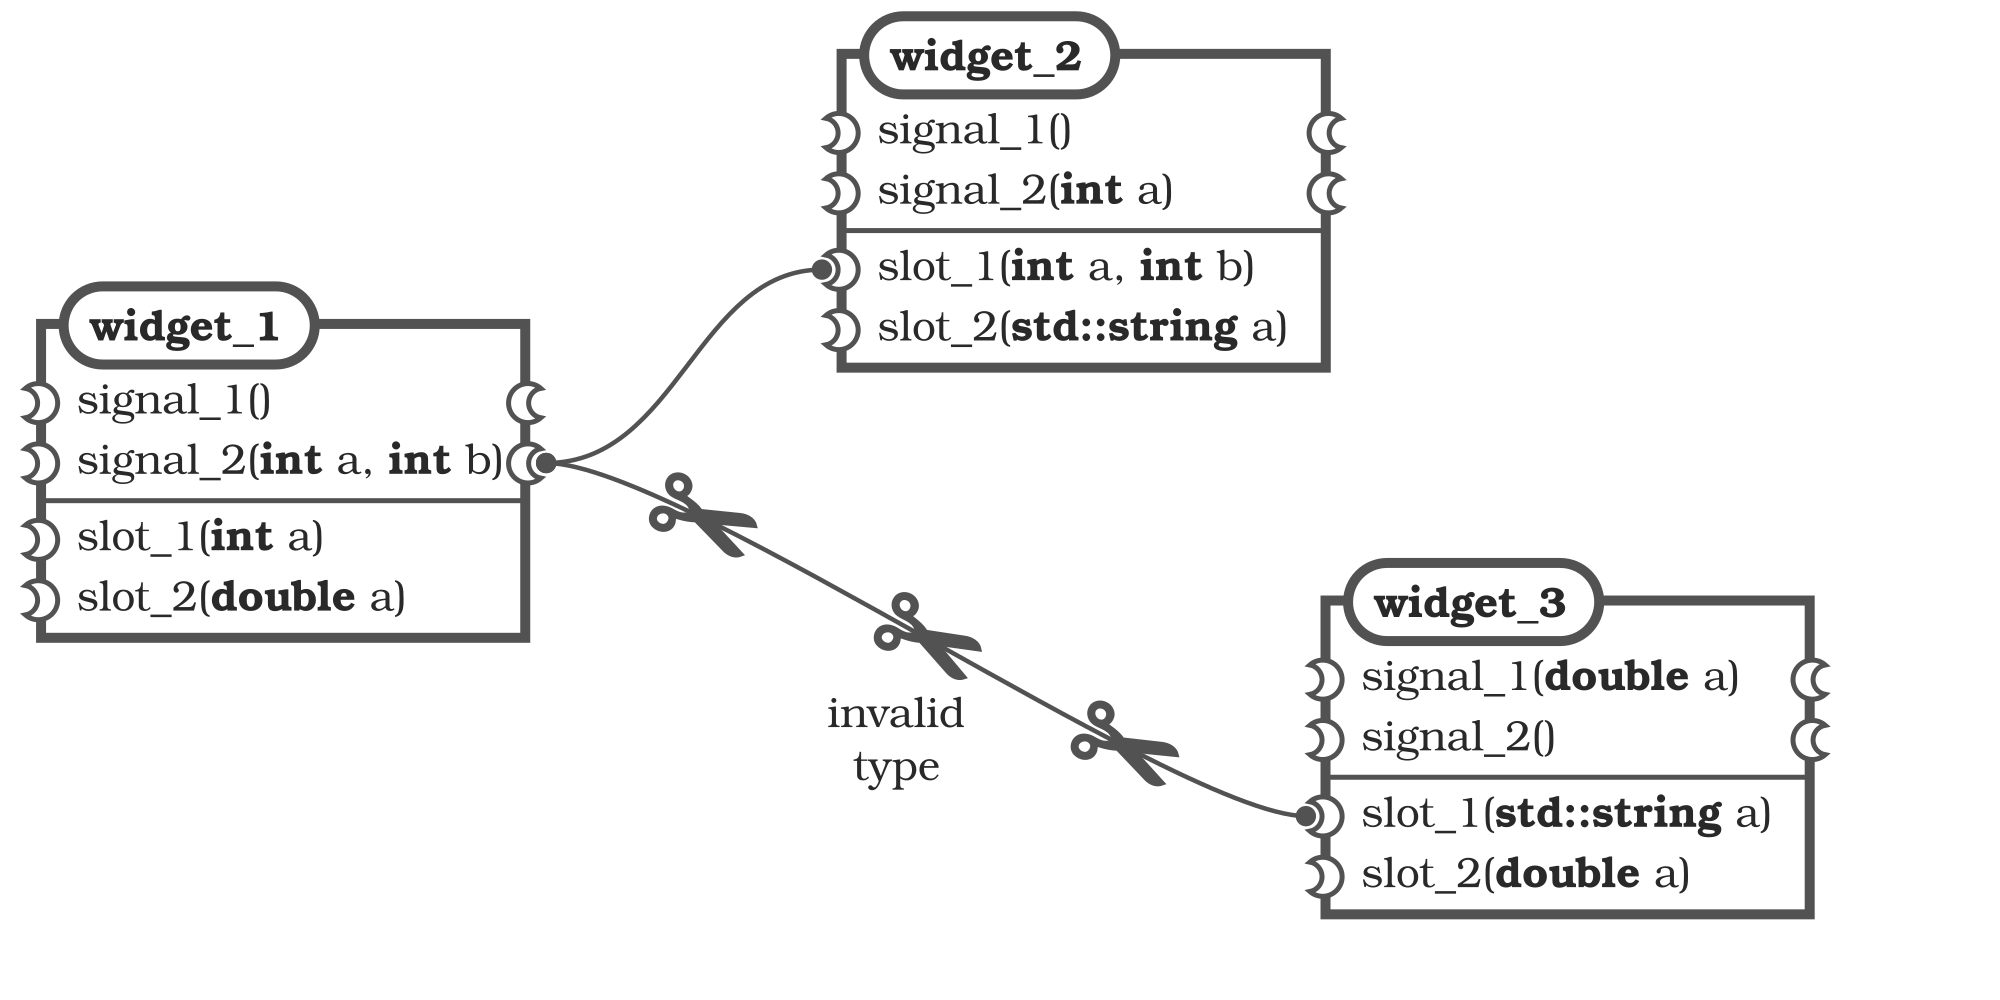 widget_2
signal_1()
signal_2(int a)
slot_1(int a, int b)
slot_2(std::string a)
widget_1
signal_1()
signal_2(int a, int b)
slot_1(int a)
slot_2(double a)
invalid
type
widget_3
signal_1(double a)
signal_2()
slot_1(std::string a)
slot_2(double a)